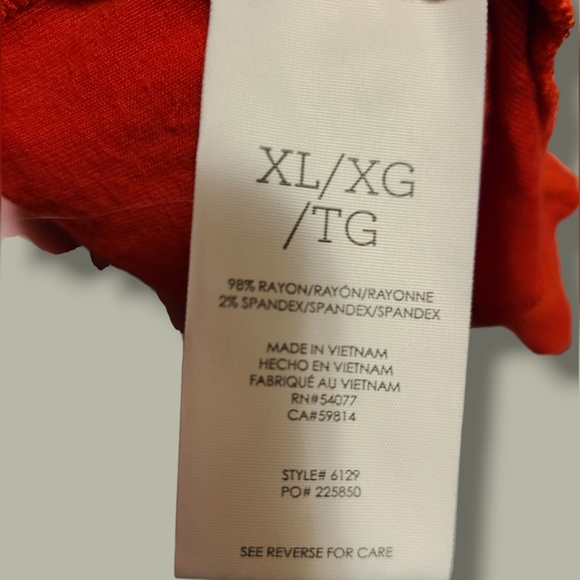 XL/XG
/TG
98% RAYON/RAYÓN/RAYONNE
2% SPANDEX/SPANDEX/SPANDEX
MADE IN VIETNAM
HECHO EN VIETNAM
FABRIQUÉ AU VIETNAM
RN#54077
CA#59814
STYLE# 6129
PO# 225850
SEE REVERSE FOR CARE